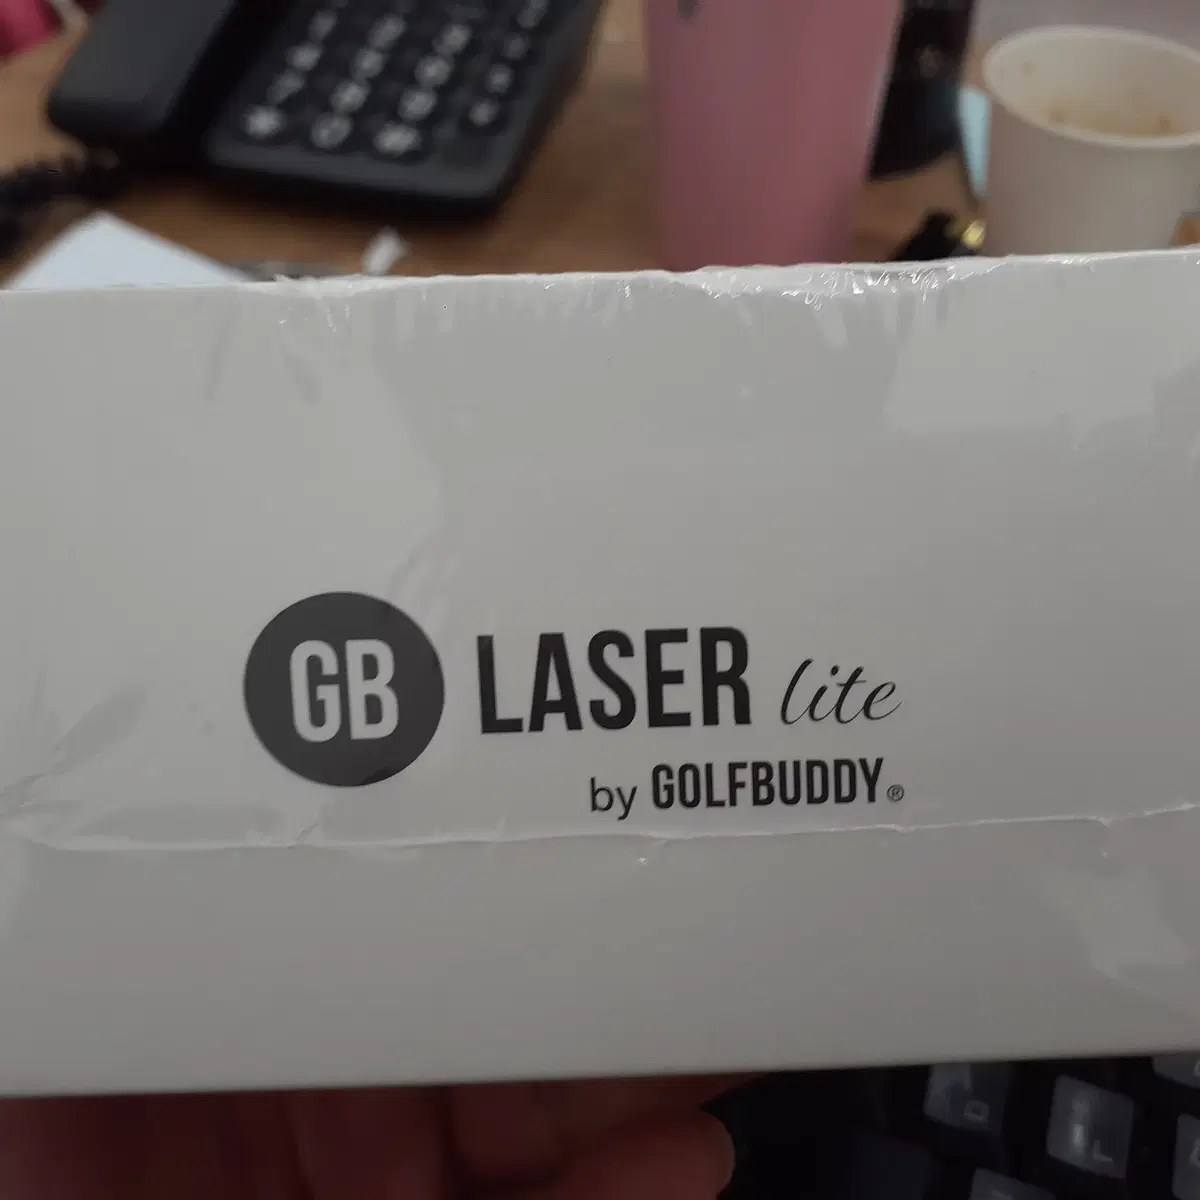 GB LASER lite
by GOLFBUDDY®